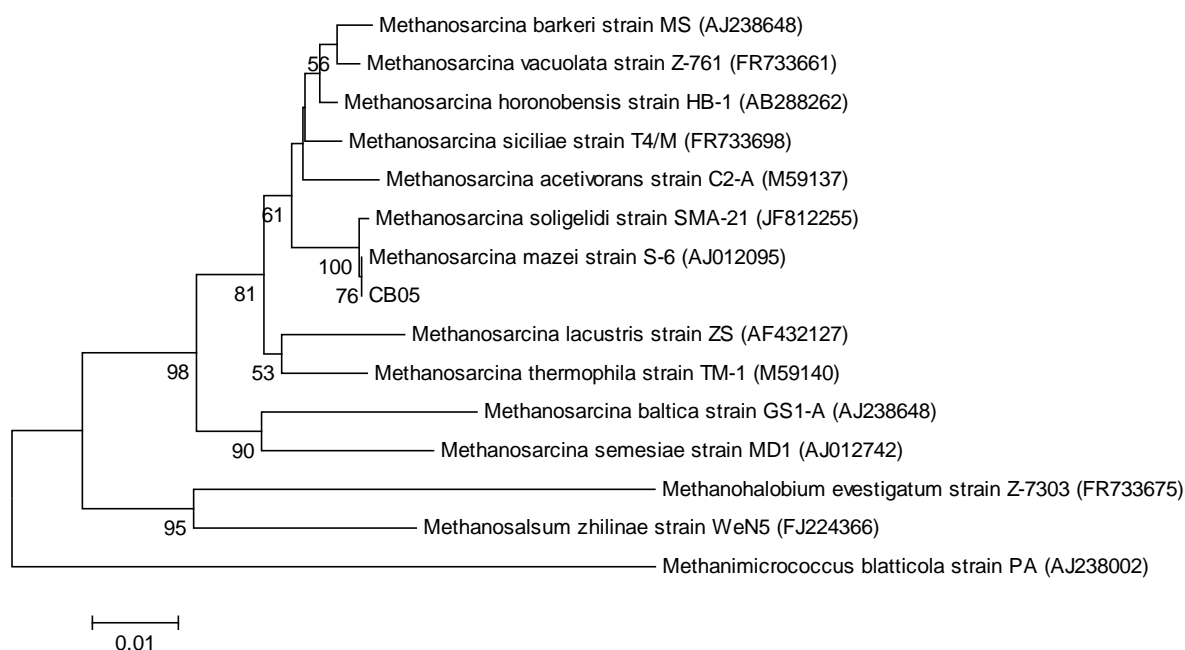 Methanosarcina barkeri strain MS (AJ238648)
56
Methanosarcina vacuolata strain Z-761 (FR733661)
Methanosarcina horonobensis strain HB-1 (AB288262)
Methanosarcina siciliae strain T4/M (FR733698)
Methanosarcina acetivorans strain C2-A (M59137)
61
Methanosarcina soligelidi strain SMA-21 (JF812255)
Methanosarcina mazei strain S-6 (AJ012095)
100
76 CB05
81
Methanosarcina lacustris strain ZS (AF432127)
98
53
Methanosarcina thermophila strain TM-1 (M59140)
Methanosarcina baltica strain GS1-A (AJ238648)
90
Methanosarcina semesiae strain MD1 (AJ012742)
Methanohalobium evestigatum strain Z-7303 (FR733675)
95
Methanosalsum zhilinae strain WeN5 (FJ224366)
Methanimicrococcus blatticola strain PA (AJ238002)
0.01